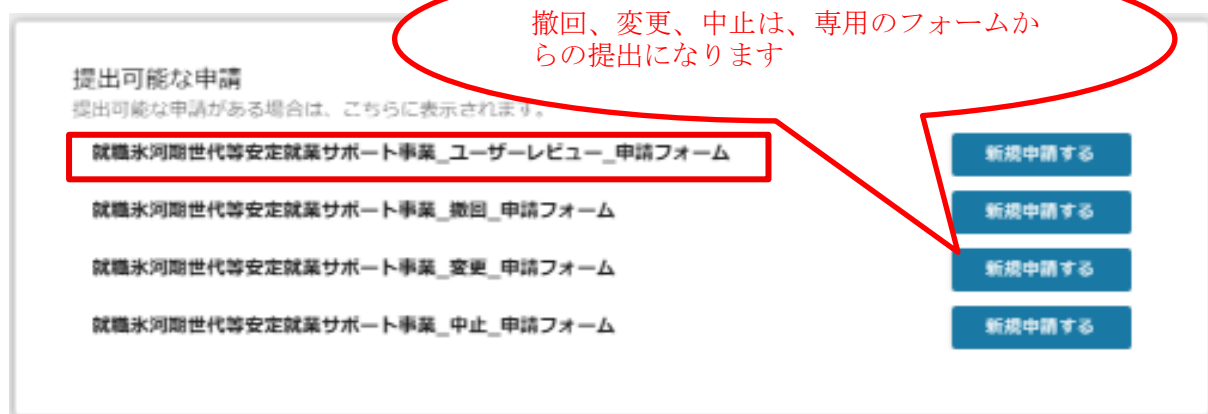 撤回、変更、中止は、専用のフォームか
らの提出になります
提出可能な申請
提出可能な申請がある場合は、こちらに表示されます。
就職氷河期世代等安定就業サポート事業_ユーザーレビュー_申請フォーム
新規申請する
就職氷河期世代等安定就業サポート事業_撤回_申請フォーム
新規申請する
就職氷河期世代等安定就業サポート事業_変更_申請フォーム
新規申請する
就職氷河期世代等安定就業サポート事業_中止_申請フォーム
新規申請する